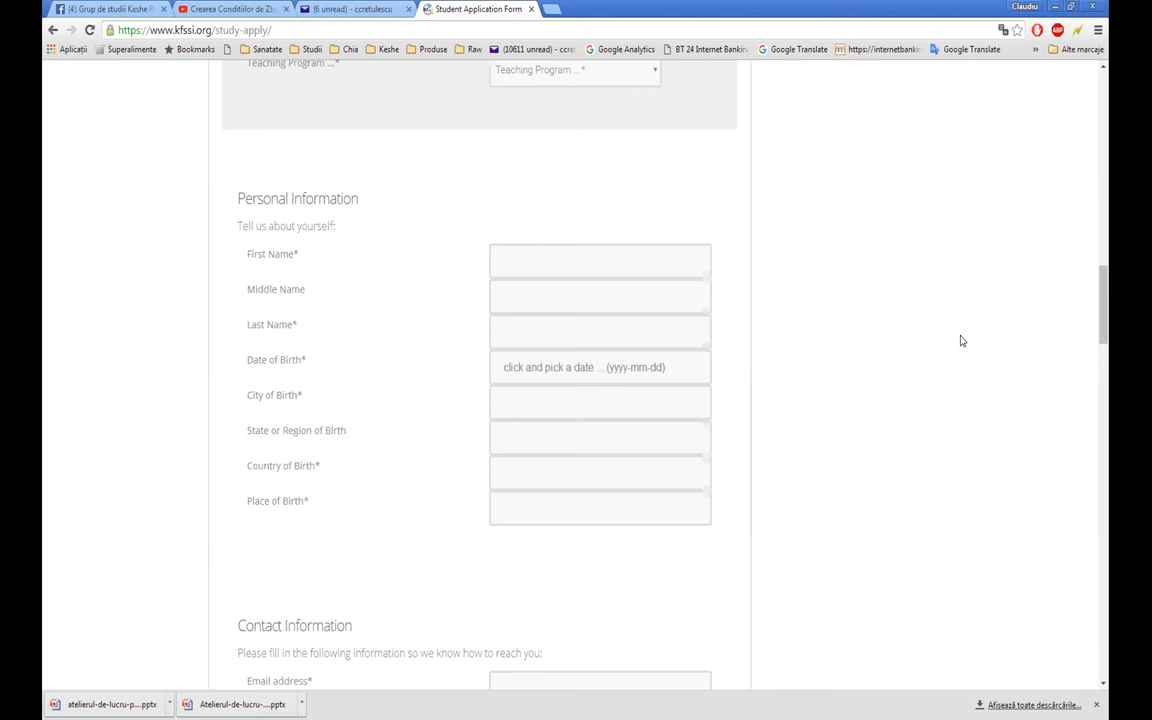 (4) Grup de studii Keshe R
Crearea Conditiilor de Zbu
(6 unread) - ccretulescu
Student Application Form
Claudiu
https://www.kfssi.org/study-apply/
Aplicații
Superalimente
Bookmarks
Sanatate
Studii
Chia
Keshe
Produse
Raw
(10611 unread) - ccre
Google Analytics
BT 24 Internet Bankin
Google Translate
https://internetbankin
Google Translate
»
Alte marcaje
Teaching Program ...*
Teaching Program ...*
Personal Information
Tell us about yourself:
First Name*
Middle Name
Last Name*
Date of Birth*
click and pick a date ... (yyyy-mm-dd)
City of Birth*
State or Region of Birth
Country of Birth*
Place of Birth*
Contact Information
Please fill in the following information so we know how to reach you:
Email address*
atelierul-de-lucru-p....pptx
Atelierul-de-lucru-....pptx
Afișează toate descărcările...